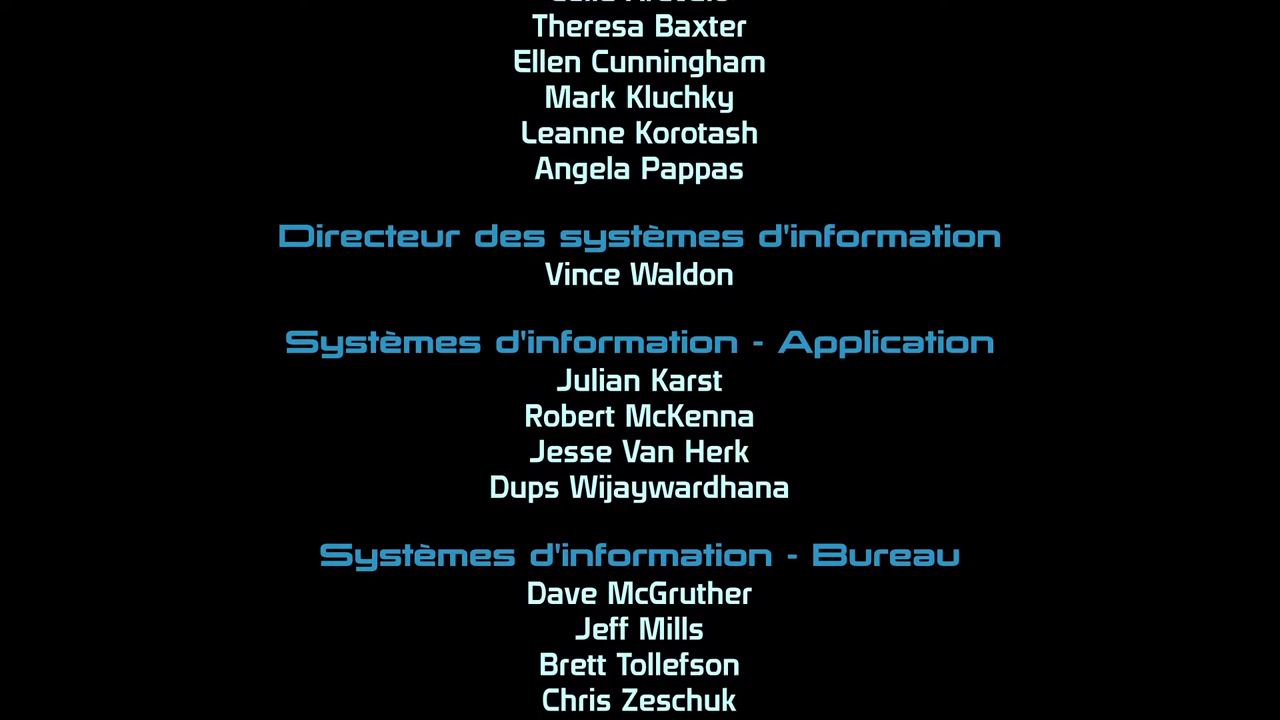 Theresa Baxter
Ellen Cunningham
Mark Kluchky
Leanne Korotash
Angela Pappas
Directeur des systèmes d'information
Vince Waldon
Systèmes d'information - Application
Julian Karst
Robert McKenna
Jesse Van Herk
Dups Wijaywardhana
Systèmes d'information - Bureau
Dave McGruther
Jeff Mills
Brett Tollefson
Chris Zeschuk